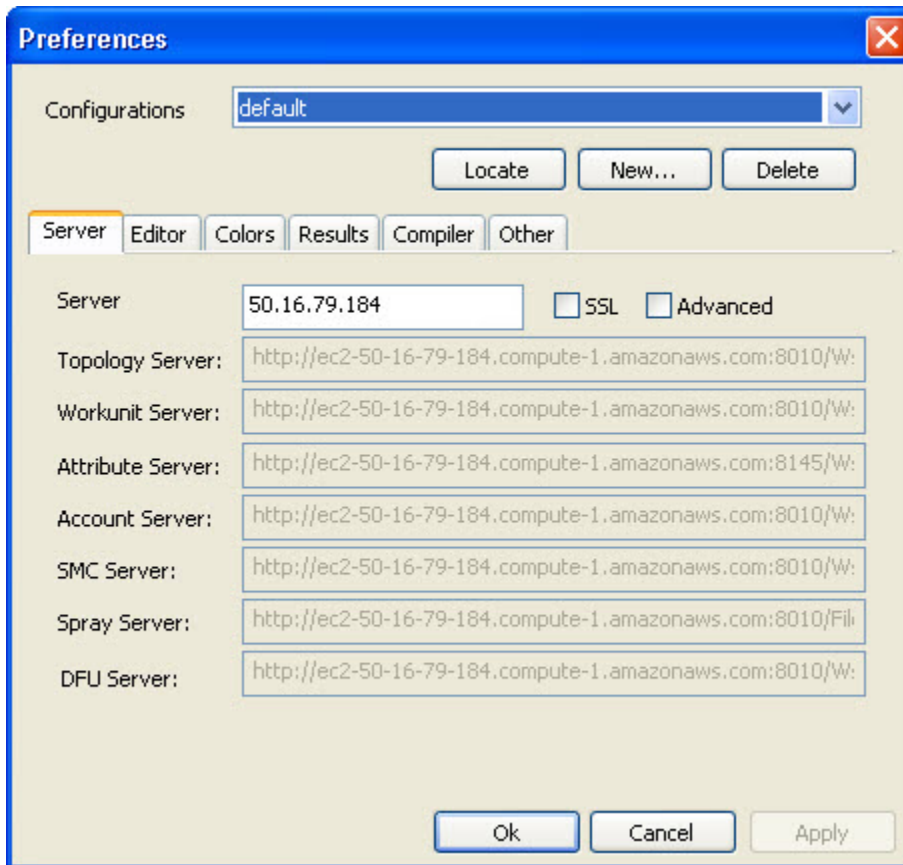 Preferences
Configurations default
Locate New... Delete
Server Editor Colors Results Compiler Other
Server 50.16.79.184 SSL Advanced
Topology Server: http://ec2-50-16-79-184.compute-1.amazonaws.com:8010/W
Workunit Server: http://ec2-50-16-79-184.compute-1.amazonaws.com:8010/W
Attribute Server: http://ec2-50-16-79-184.compute-1.amazonaws.com:8145/W
Account Server: http://ec2-50-16-79-184.compute-1.amazonaws.com:8010/W
SMC Server: http://ec2-50-16-79-184.compute-1.amazonaws.com:8010/W
Spray Server: http://ec2-50-16-79-184.compute-1.amazonaws.com:8010/Fil
DFU Server: http://ec2-50-16-79-184.compute-1.amazonaws.com:8010/W
Ok Cancel Apply